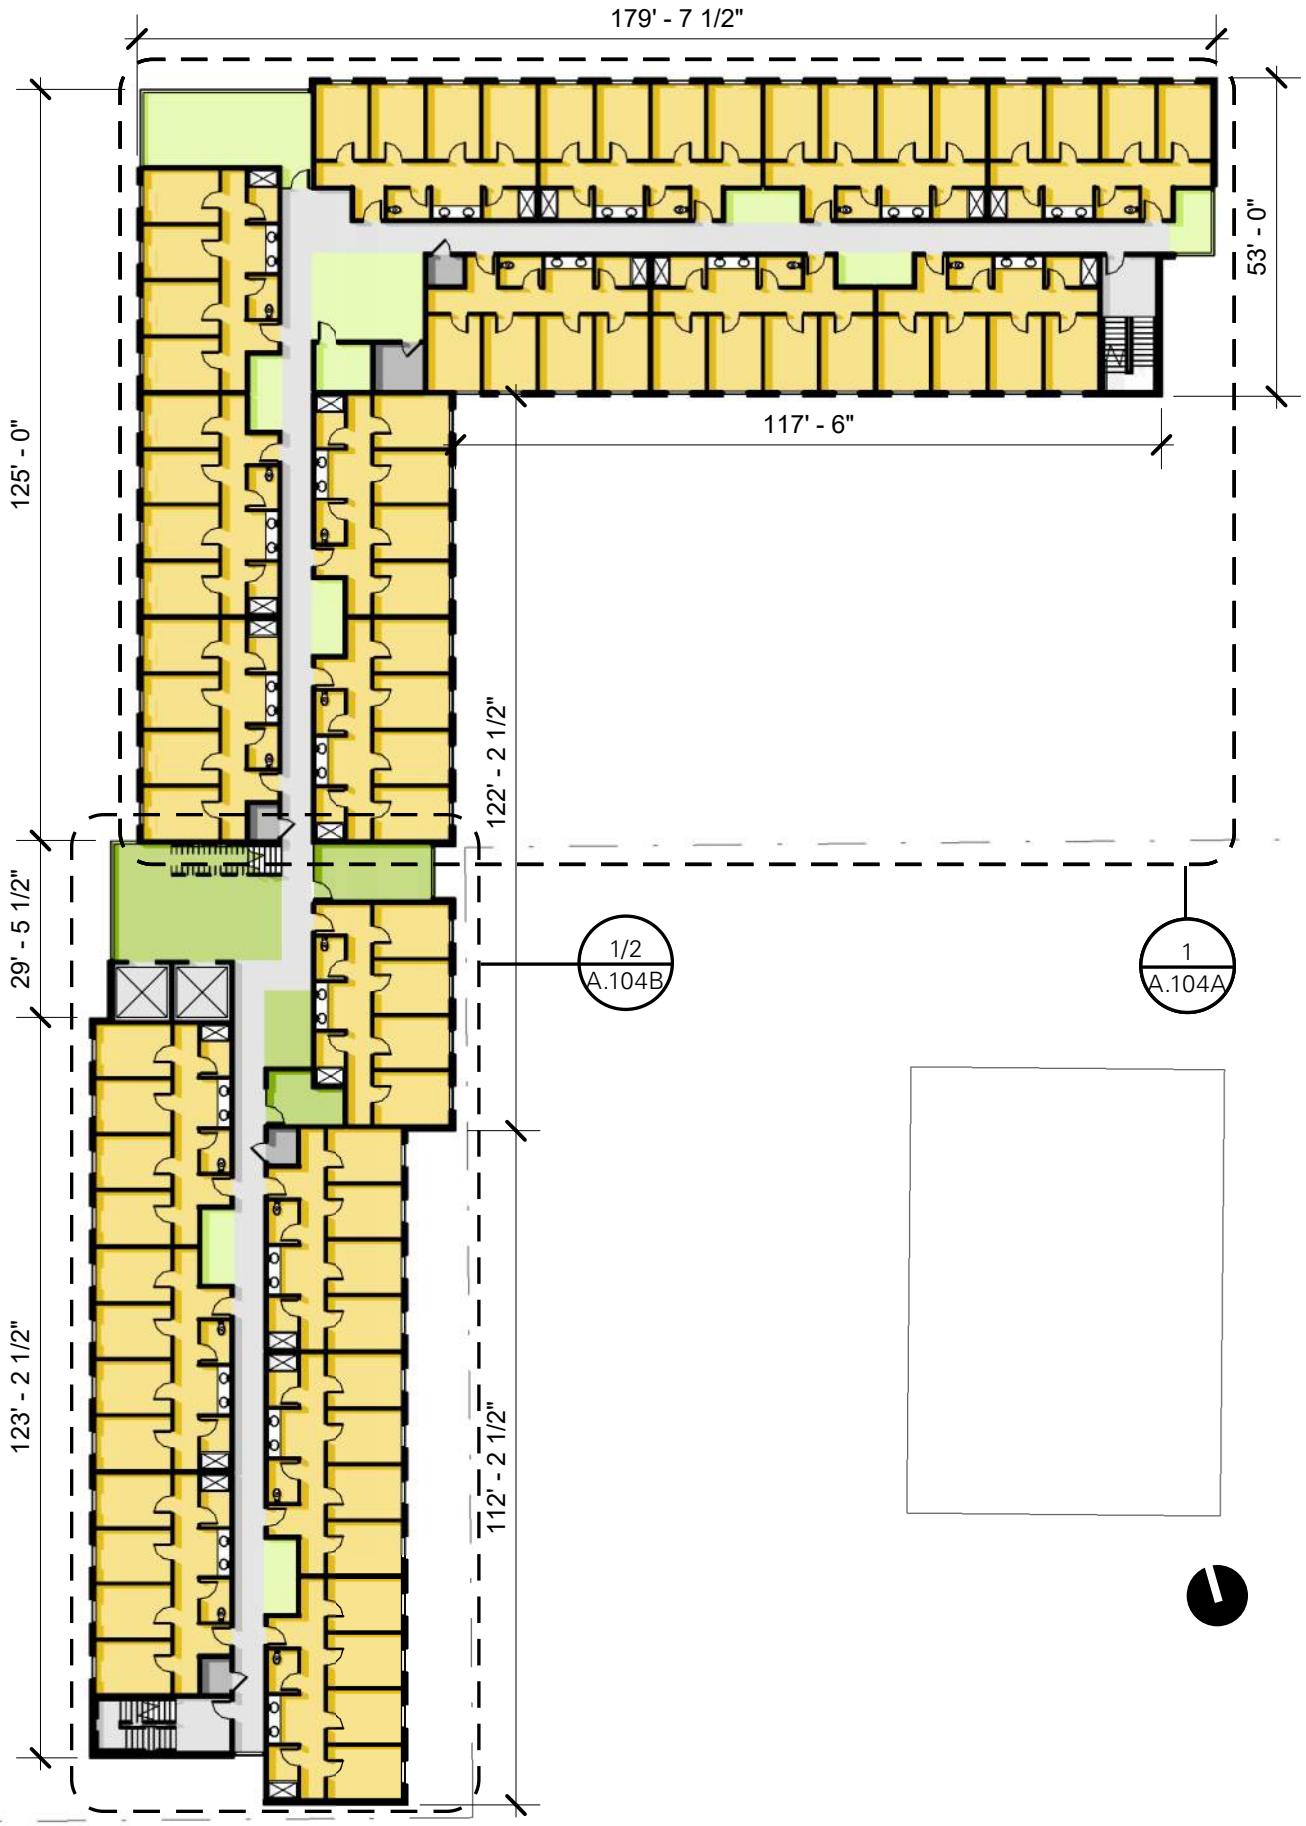 179' - 7 1/2"
53' - 0"
117' - 6"
125' - 0"
122' - 2 1/2"
29' - 5 1/2"
1/2
A.104B
1
A.104A
123' - 2 1/2"
112' - 2 1/2"